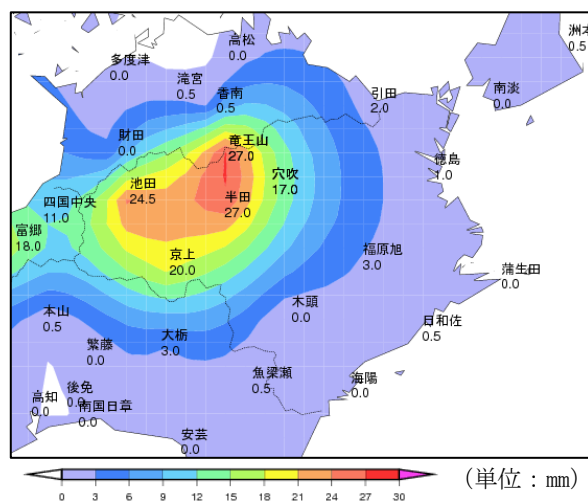 洲本
0.5
高松
0.0
多度津
0.0
滝宮
0.5
南淡
0.0
香南
0.5
引田
2.0
財田
0.0
竜王山
27.0
徳島
1.0
穴吹
17.0
池田
24.5
半田
27.0
四国中央
11.0
富郷
18.0
京上
20.0
福原旭
3.0
蒲生田
0.0
木頭
0.0
本山
0.5
日和佐
0.5
大栃
3.0
繁藤
0.0
魚梁瀬
0.5
海陽
0.0
後免
0.0
高知
0.0
南国日章
0.0
安芸
0.0
0 3 6 9 12 15 18 21 24 27 30
(単位：mm)